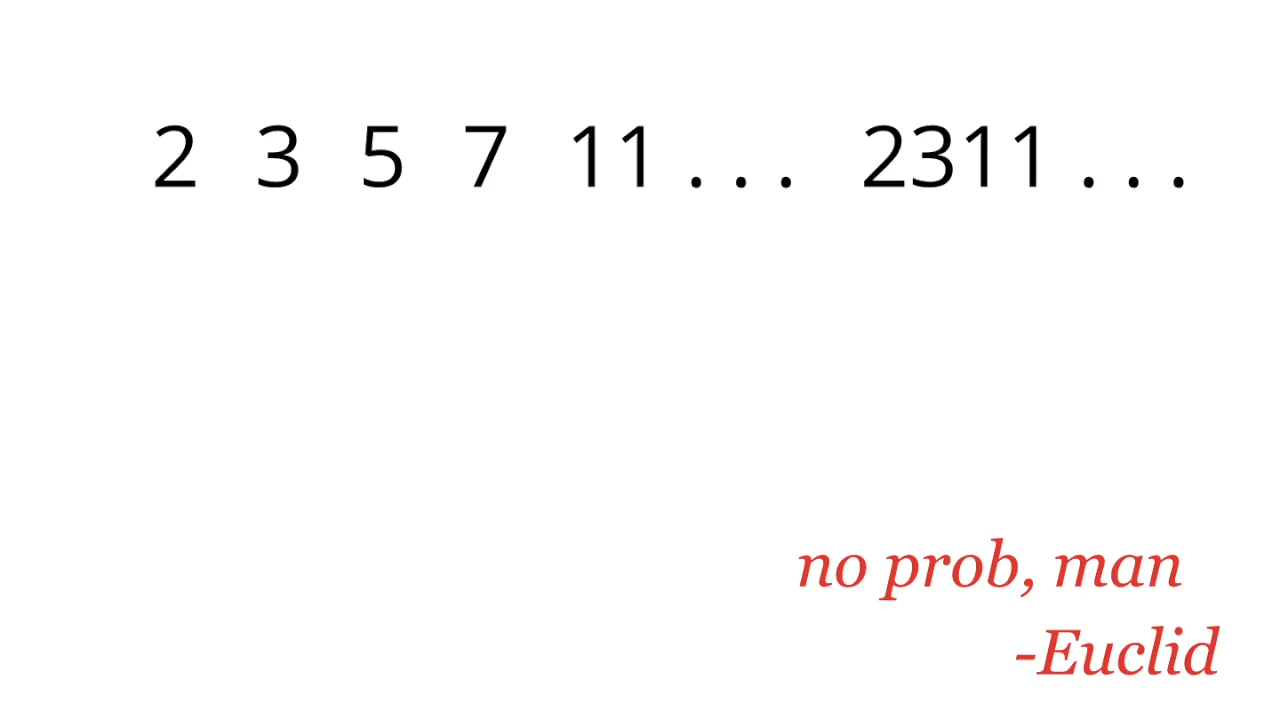 2 3 5 7 11 . . . 2311 . . .
no prob, man
-Euclid